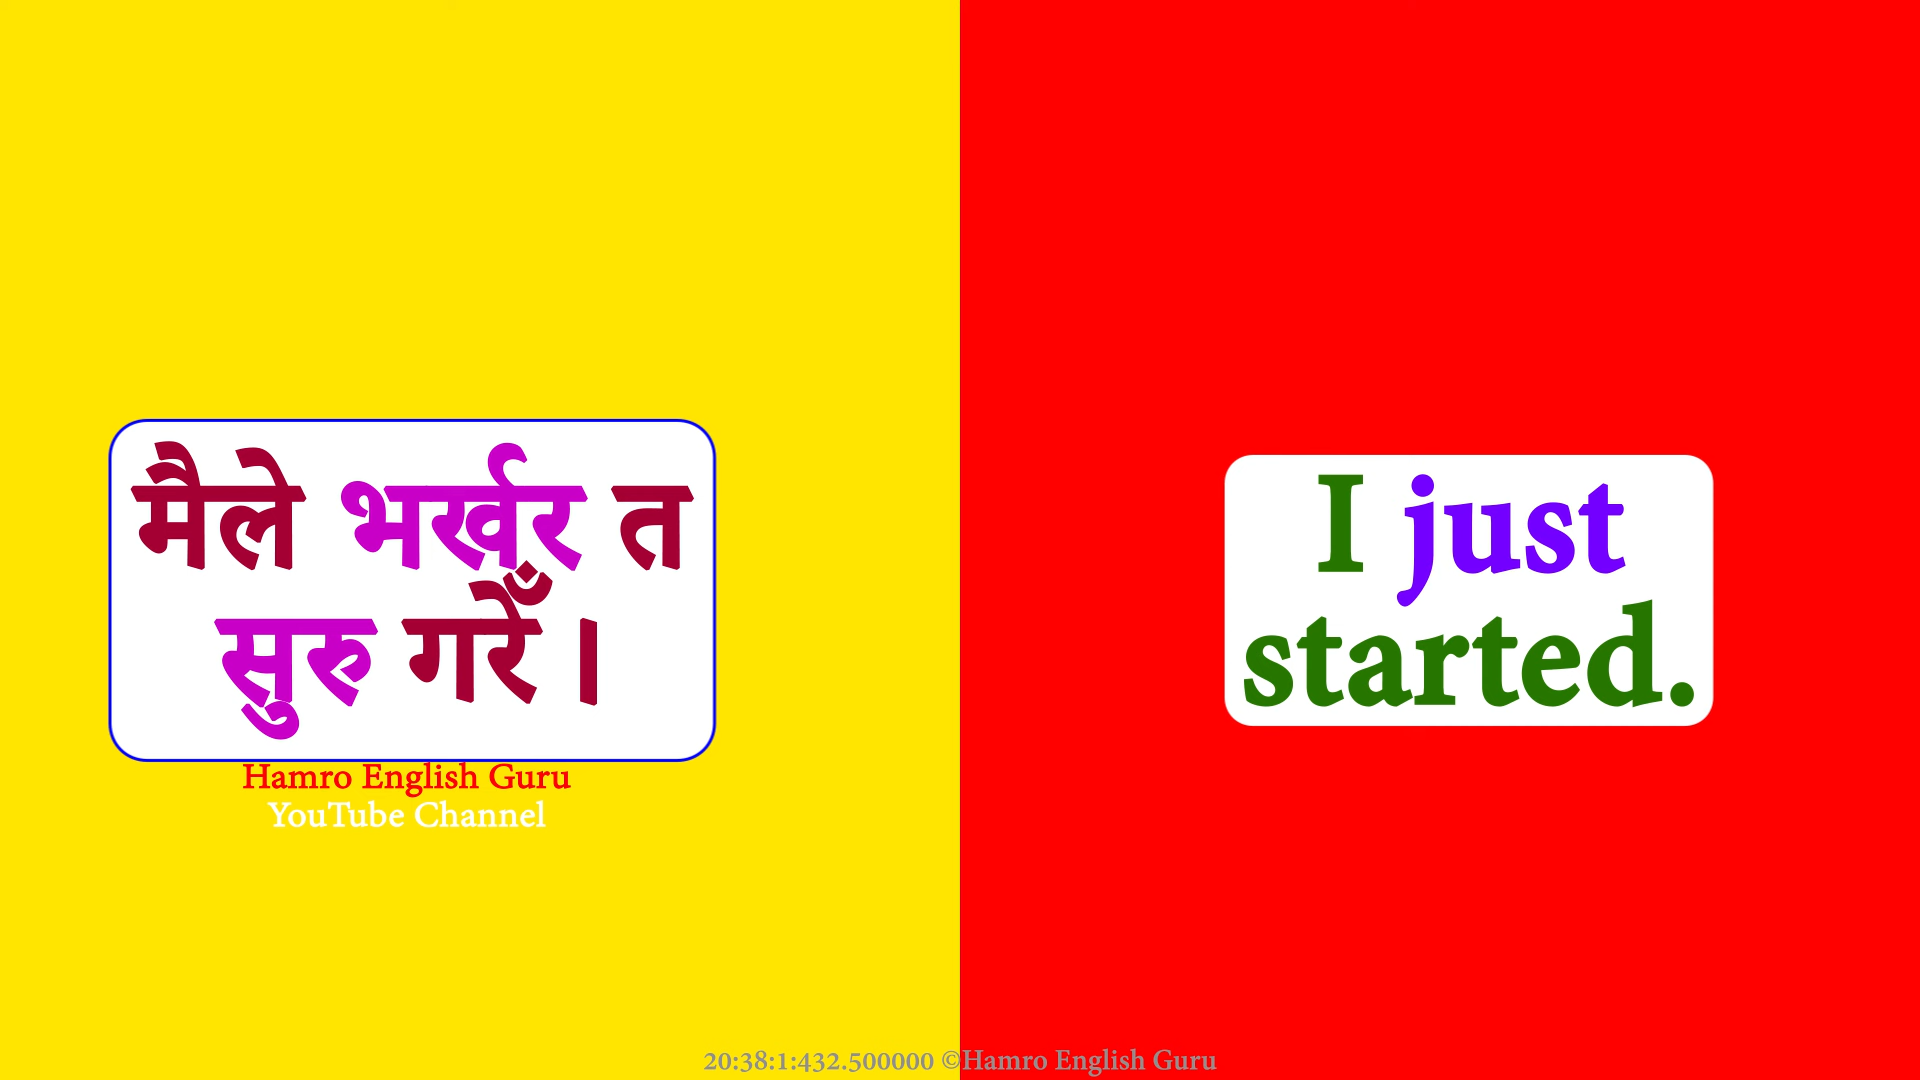 मैले भर्खर त
सुरु गरेँ ।
Hamro English Guru
YouTube Channel
I just
started.
20:38:1:432.500000 ©Hamro English Guru